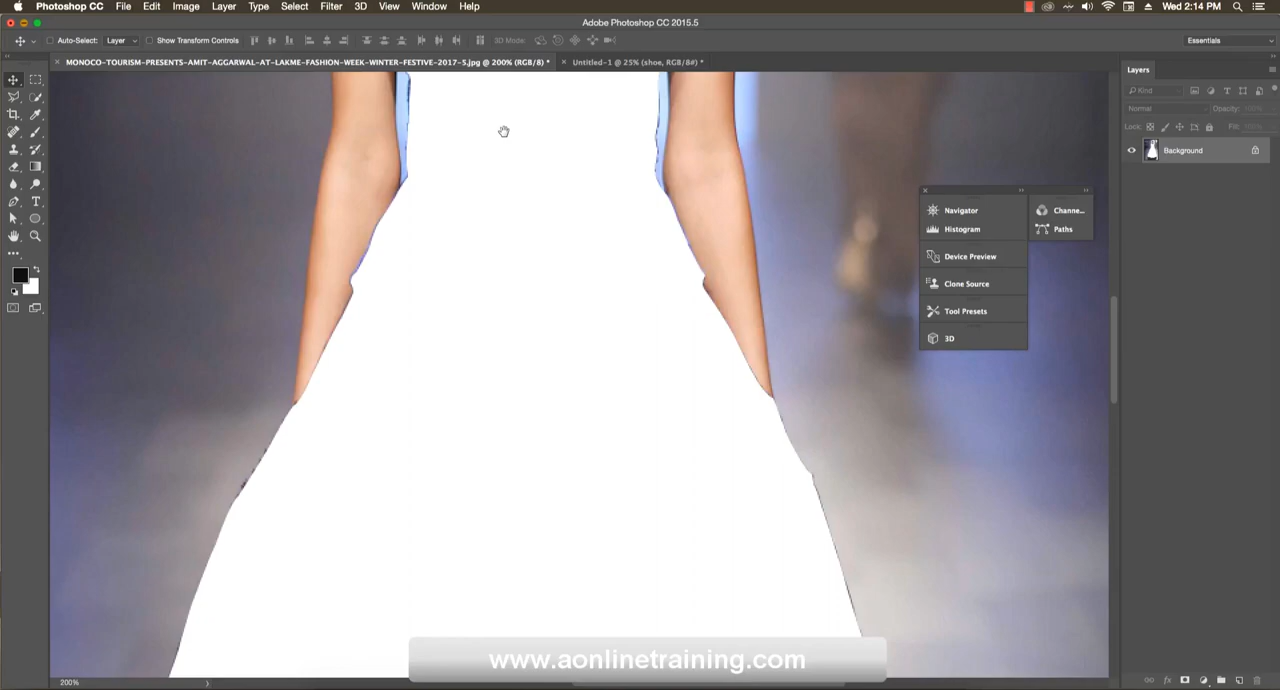 Photoshop CC File Edit Image Layer Type Select Filter 3D View Window Help Wed 2:14 PM
Adobe Photoshop CC 2015.5
Auto-Select: Layer Show Transform Controls 3D Mode: Essentials
MONOCO-TOURISM-PRESENTS-AMIT-AGGARWAL-AT-LAKME-FASHION-WEEK-WINTER-FESTIVE-2017-5.jpg @ 200% (RGB/8) * Untitled-1 @ 25% (shoe, RGB/8#) *
Layers
Kind
Normal Opacity: 100%
Lock: Fill: 100%
Background
Navigator Channe...
Histogram Paths
Device Preview
Clone Source
Tool Presets
3D
www.aonlinetraining.com
200%